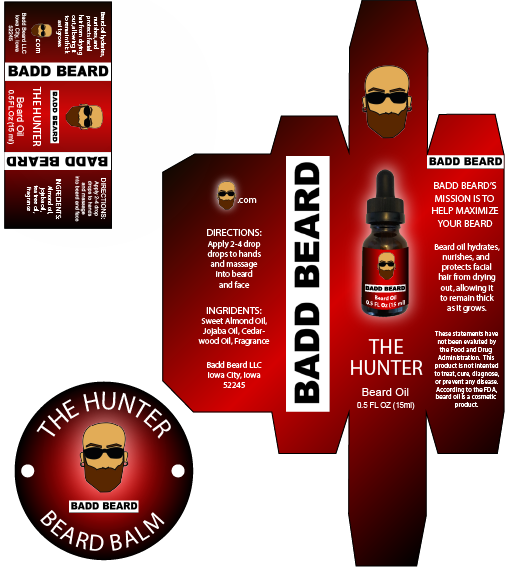 Beard oil hydrates,
nurishes, and
protects facial
hair from drying
out, allowing it
to remain thick
as it grows
.com
Badd Beard LLC
Iowa City, Iowa
52245
BADD BEARD
THE HUNTER
BADD BEARD
Beard Oil
0.5 FL Oz (15 ml)
BADD BEARD
DIRECTIONS:
Apply 2-4 drop
drops to hands
and massage
into beard and face
Almond oil,
jojoba oil,
tea tree oil,
fragrance
.com
DIRECTIONS:
Apply 2-4 drop
drops to hands
and massage
into beard
and face
INGRIDENTS:
Sweet Almond Oil,
Jojaba Oil, Cedar-
wood Oil, Fragrance
Badd Beard LLC
Iowa City, Iowa
52245
BADD BEARD
BADD BEARD
Beard Oil
0.5 FL Oz (15 ml)
THE
HUNTER
Beard Oil
0.5 FL OZ (15ml)
BADD BEARD
BADD BEARD'S
MISSION IS TO
HELP MAXIMIZE
YOUR BEARD
Beard oil hydrates,
nurishes, and
protects facial
hair from drying
out, allowing it
to remain thick
as it grows.
These statements have
not been evaluted by
the Food and Drug
Administration. This
product is not intended
to treat, cure, diagnose,
or prevent any disease.
According to the FDA,
beard oil is a cosmetic
product.
THE HUNTER
BADD BEARD
BEARD BALM